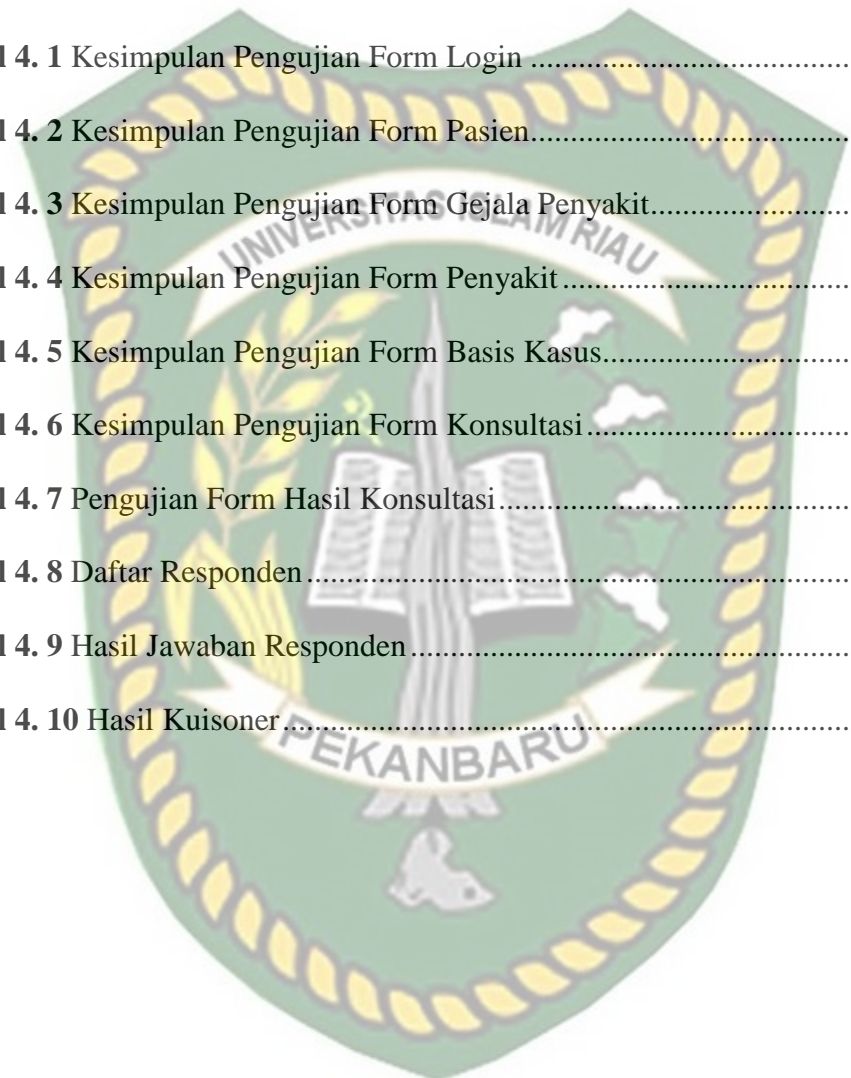 l 4. 1 Kesimpulan Pengujian Form Login ........................................
l 4. 2 Kesimpulan Pengujian Form Pasien........................................
l 4. 3 Kesimpulan Pengujian Form Gejala Penyakit.........................
UNIVERSITAS ISLAM RIAU
l 4. 4 Kesimpulan Pengujian Form Penyakit ....................................
l 4. 5 Kesimpulan Pengujian Form Basis Kasus...............................
l 4. 6 Kesimpulan Pengujian Form Konsultasi .................................
l 4. 7 Pengujian Form Hasil Konsultasi ............................................
l 4. 8 Daftar Responden ....................................................................
l 4. 9 Hasil Jawaban Responden .......................................................
l 4. 10 Hasil Kuisoner.......................................................................
PEKANBARU